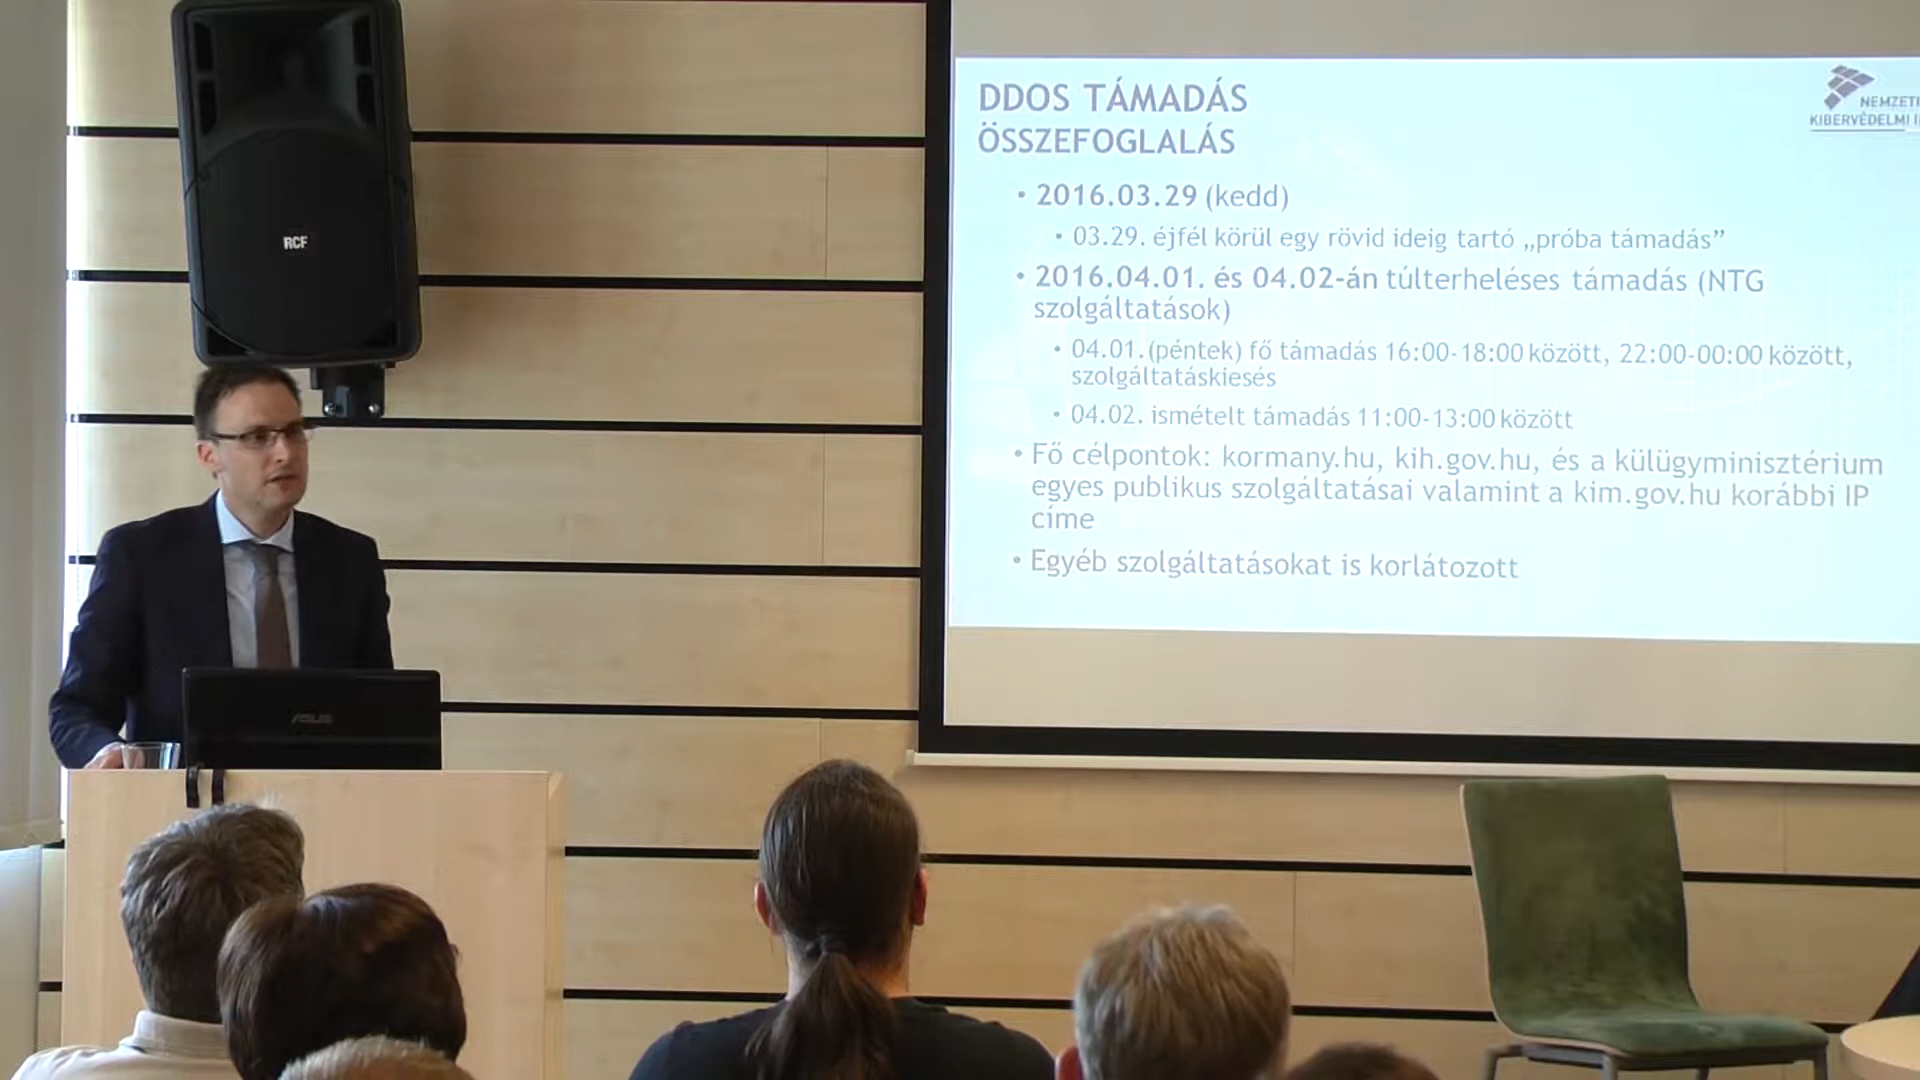 RCF
DDOS TÁMADÁS
ÖSSZEFOGLALÁS
NEMZETI
KIBERVÉDELMI
• 2016.03.29 (kedd)
• 03.29. éjfél körül egy rövid ideig tartó „próba támadás”
• 2016.04.01. és 04.02-án túlterheléses támadás (NTG
szolgáltatások)
• 04.01.(péntek) fő támadás 16:00-18:00 között, 22:00-00:00 között,
szolgáltatáskiesés
• 04.02. ismételt támadás 11:00-13:00 között
• Fő célpontok: kormany.hu, kih.gov.hu, és a külügyminisztérium
egyes publikus szolgáltatásai valamint a kim.gov.hu korábbi IP
címe
• Egyéb szolgáltatásokat is korlátozott
ASUS